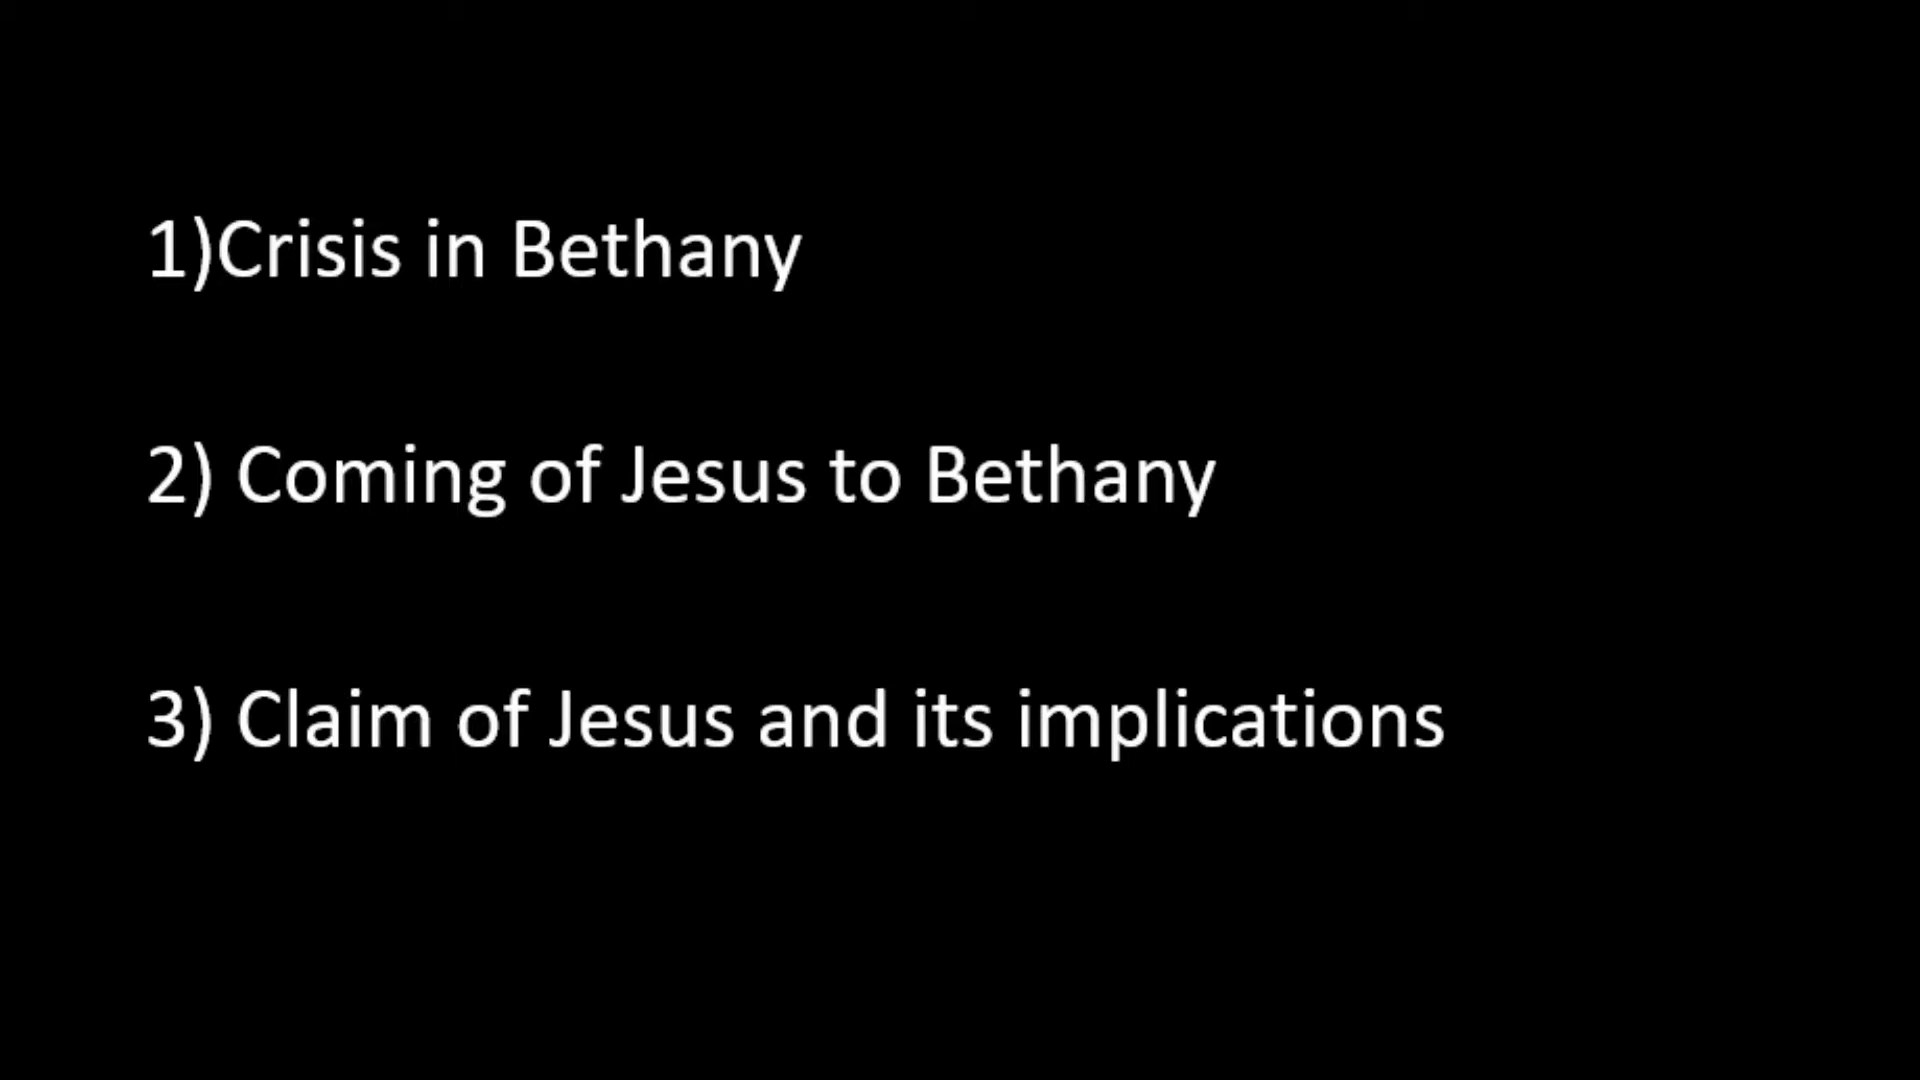 1)Crisis in Bethany
2) Coming of Jesus to Bethany
3) Claim of Jesus and its implications